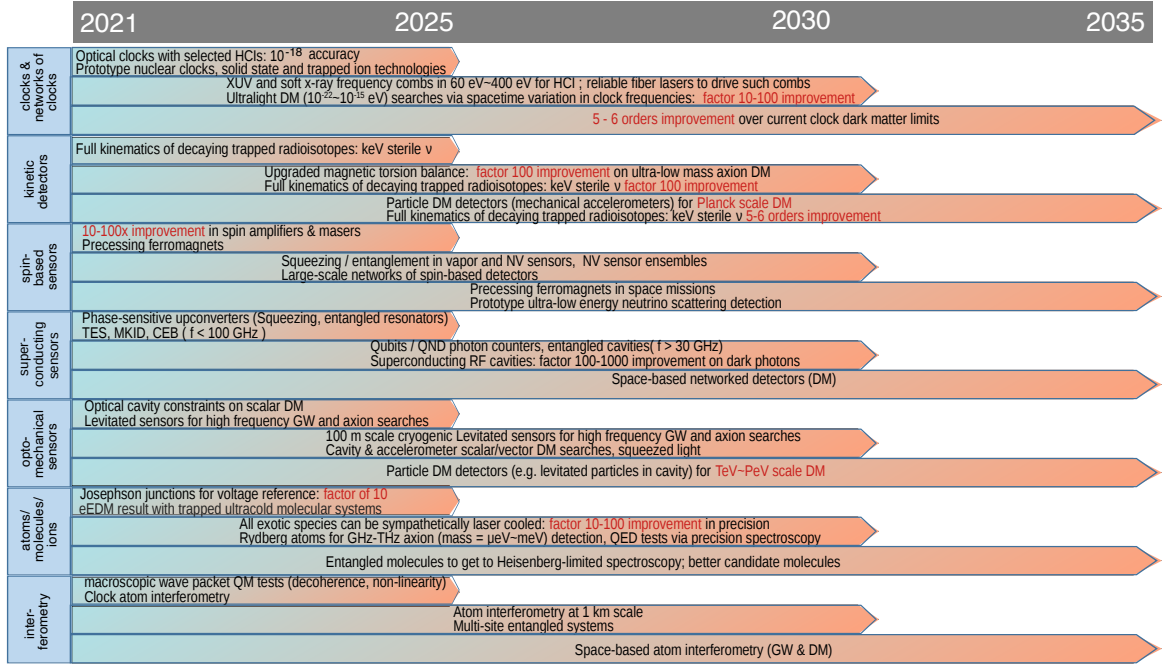 2021 2025 2030 2035
clocks &
networks of
clocks
Optical clocks with selected HCIs: 10⁻¹⁸ accuracy
Prototype nuclear clocks, solid state and trapped ion technologies
XUV and soft x-ray frequency combs in 60 eV~400 eV for HCI ; reliable fiber lasers to drive such combs
Ultralight DM (10⁻²²~10⁻¹⁵ eV) searches via spacetime variation in clock frequencies: factor 10-100 improvement
5 - 6 orders improvement over current clock dark matter limits
kinetic
detectors
Full kinematics of decaying trapped radioisotopes: keV sterile ν
Upgraded magnetic torsion balance: factor 100 improvement on ultra-low mass axion DM
Full kinematics of decaying trapped radioisotopes: keV sterile ν factor 100 improvement
Particle DM detectors (mechanical accelerometers) for Planck scale DM
Full kinematics of decaying trapped radioisotopes: keV sterile ν 5-6 orders improvement
spin-
based
sensors
10-100x improvement in spin amplifiers & masers
Precessing ferromagnets
Squeezing / entanglement in vapor and NV sensors, NV sensor ensembles
Large-scale networks of spin-based detectors
Precessing ferromagnets in space missions
Prototype ultra-low energy neutrino scattering detection
super-
conducting
sensors
Phase-sensitive upconverters (Squeezing, entangled resonators)
TES, MKID, CEB ( f < 100 GHz )
Qubits / QND photon counters, entangled cavities( f > 30 GHz)
Superconducting RF cavities: factor 100-1000 improvement on dark photons
Space-based networked detectors (DM)
opto-
mechanical
sensors
Optical cavity constraints on scalar DM
Levitated sensors for high frequency GW and axion searches
100 m scale cryogenic Levitated sensors for high frequency GW and axion searches
Cavity & accelerometer scalar/vector DM searches, squeezed light
Particle DM detectors (e.g. levitated particles in cavity) for TeV~PeV scale DM
atoms/
molecules/
ions
Josephson junctions for voltage reference: factor of 10
eEDM result with trapped ultracold molecular systems
All exotic species can be sympathetically laser cooled: factor 10-100 improvement in precision
Rydberg atoms for GHz-THz axion (mass = μeV~meV) detection, QED tests via precision spectroscopy
Entangled molecules to get to Heisenberg-limited spectroscopy; better candidate molecules
inter-
ferometry
macroscopic wave packet QM tests (decoherence, non-linearity)
Clock atom interferometry
Atom interferometry at 1 km scale
Multi-site entangled systems
Space-based atom interferometry (GW & DM)